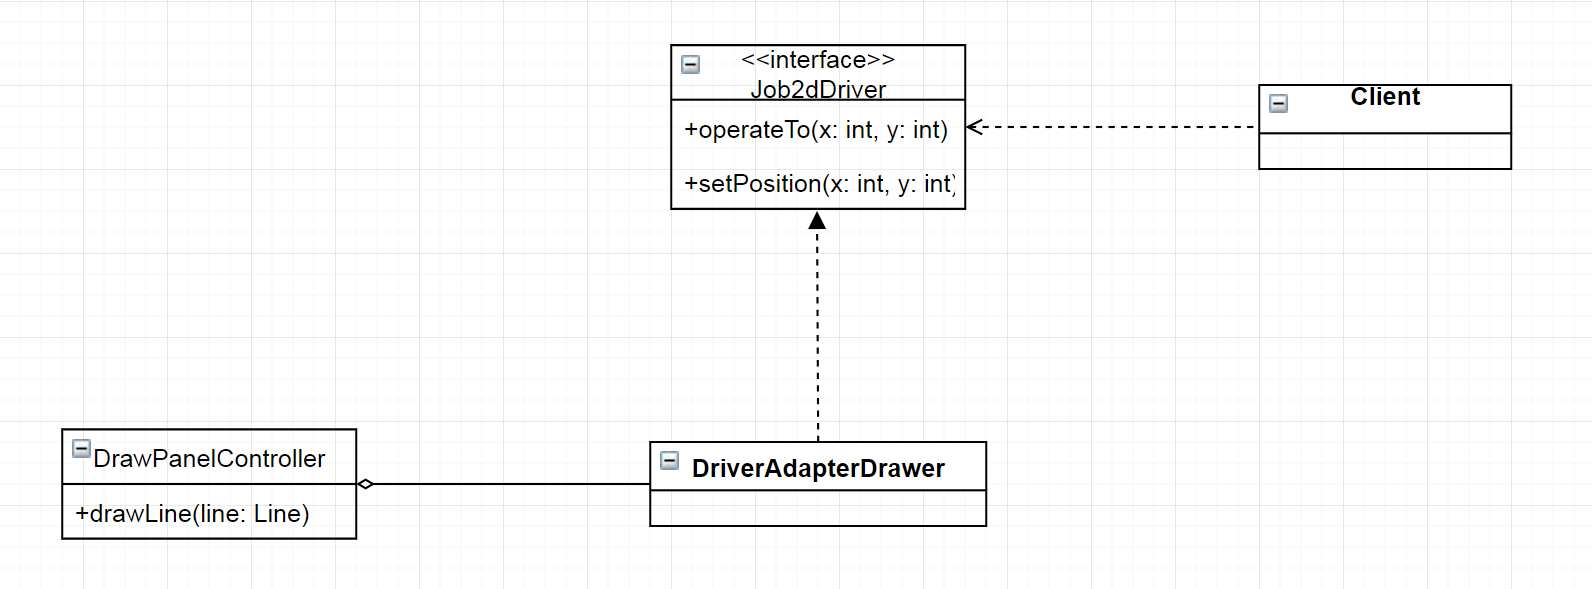 <<interface>>
Job2dDriver
+operateTo(x: int, y: int)
+setPosition(x: int, y: int)
Client
DrawPanelController
+drawLine(line: Line)
DriverAdapterDrawer